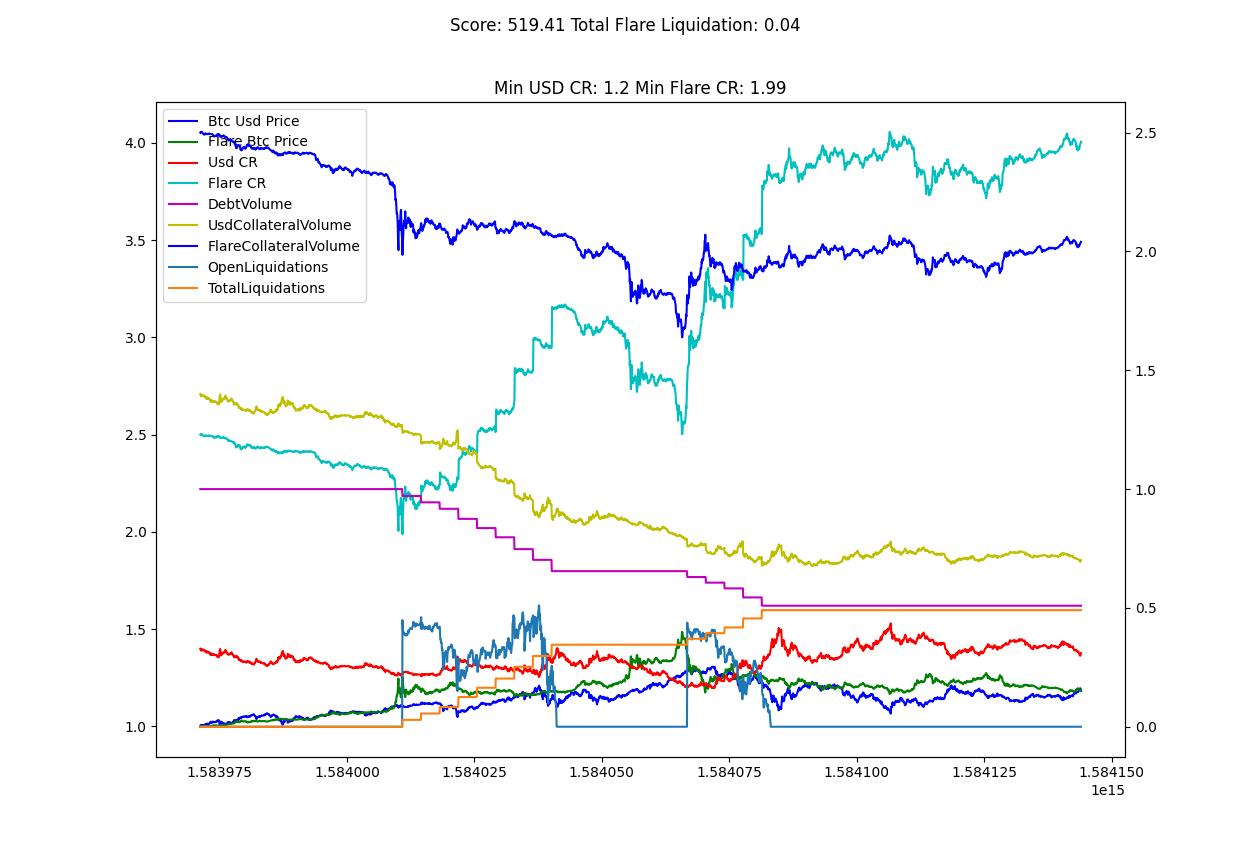 Score: 519.41 Total Flare Liquidation: 0.04
Min USD CR: 1.2 Min Flare CR: 1.99
Btc Usd Price
Flare Btc Price
Usd CR
Flare CR
DebtVolume
UsdCollateralVolume
FlareCollateralVolume
OpenLiquidations
TotalLiquidations
4.0
3.5
3.0
2.5
2.0
1.5
1.0
2.5
2.0
1.5
1.0
0.5
0.0
1.583975
1.584000
1.584025
1.584050
1.584075
1.584100
1.584125
1.584150
1e15